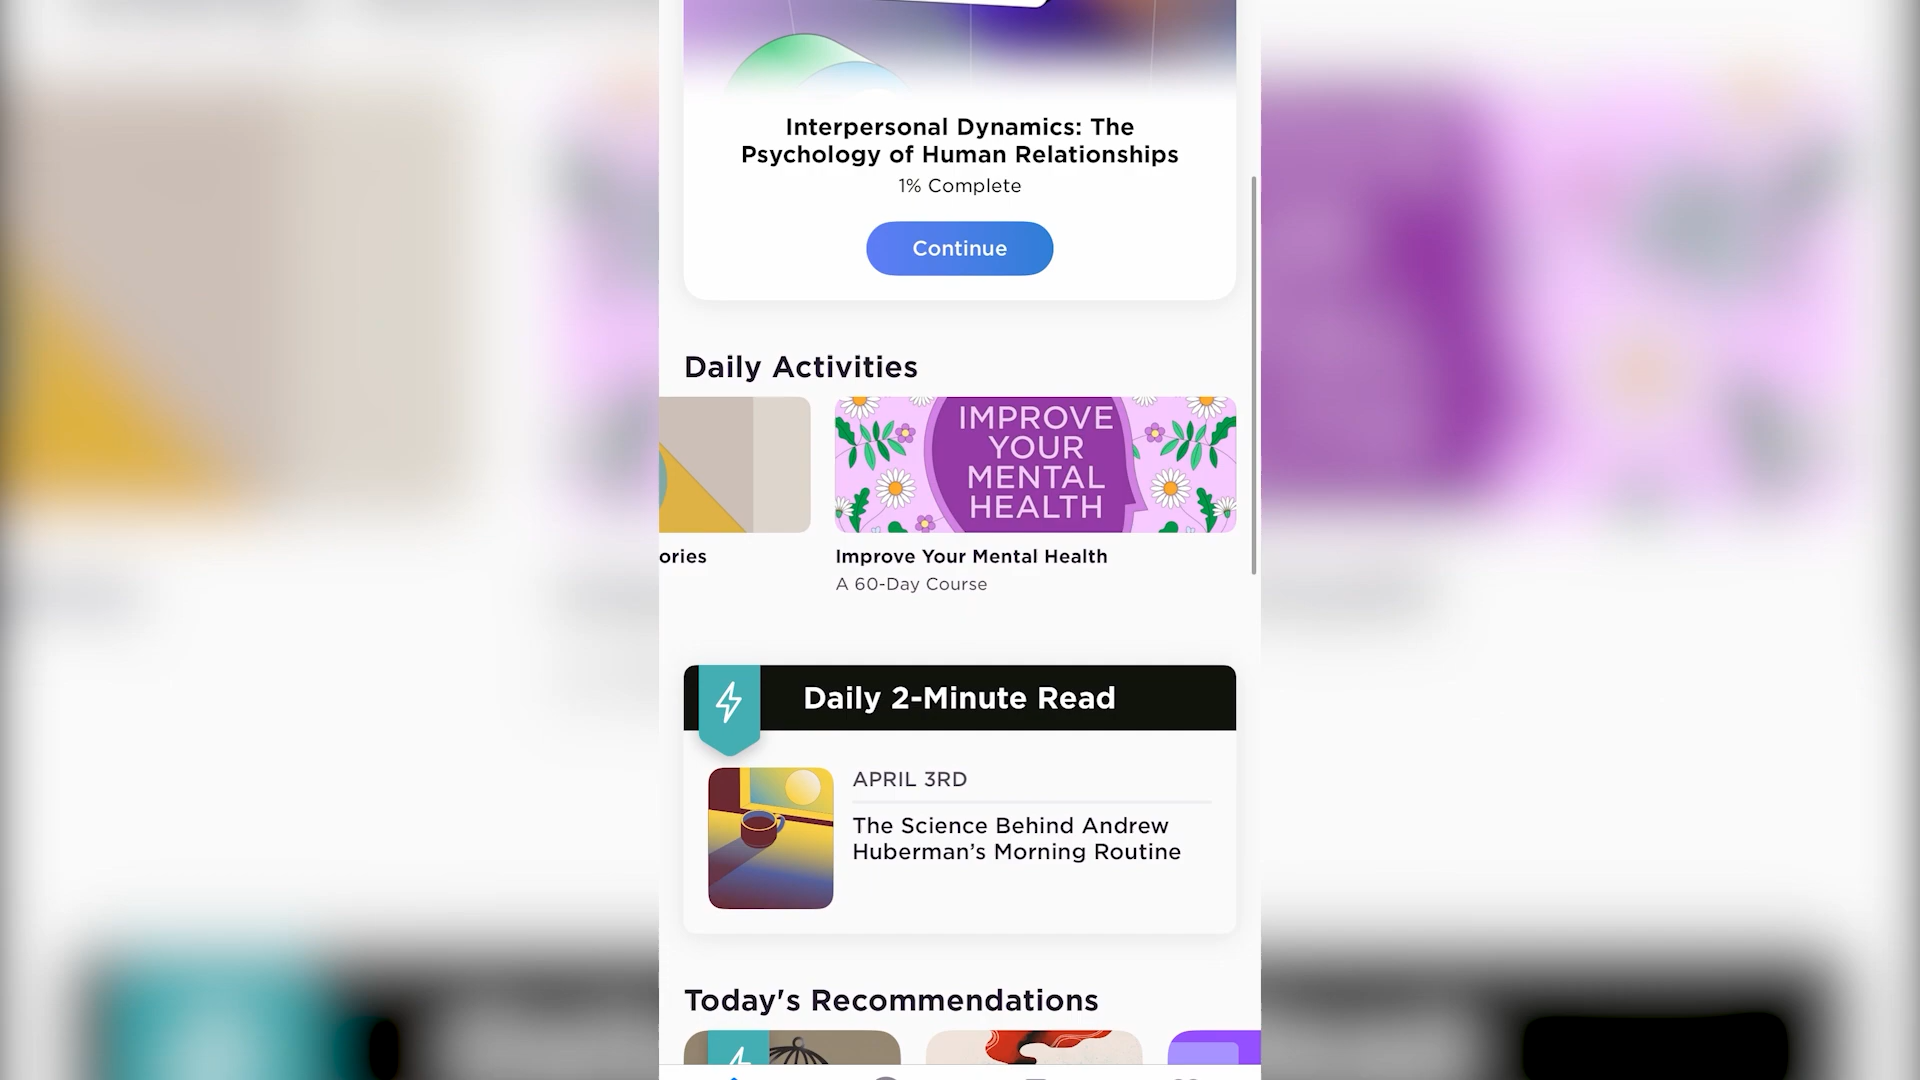 Interpersonal Dynamics: The
Psychology of Human Relationships
1% Complete
Continue
Daily Activities
IMPROVE
YOUR
MENTAL
HEALTH
ories
Improve Your Mental Health
A 60-Day Course
Daily 2-Minute Read
APRIL 3RD
The Science Behind Andrew
Huberman’s Morning Routine
Today's Recommendations